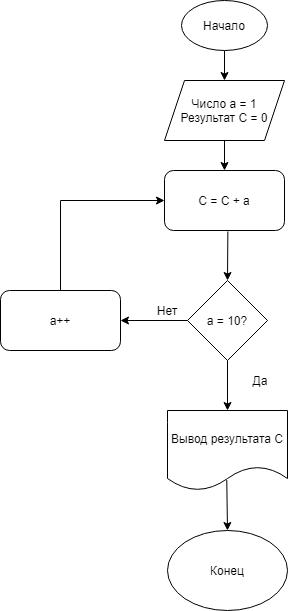 Начало
Число a = 1
Результат C = 0
C = C + a
a = 10?
Нет
a++
Да
Вывод результата C
Конец